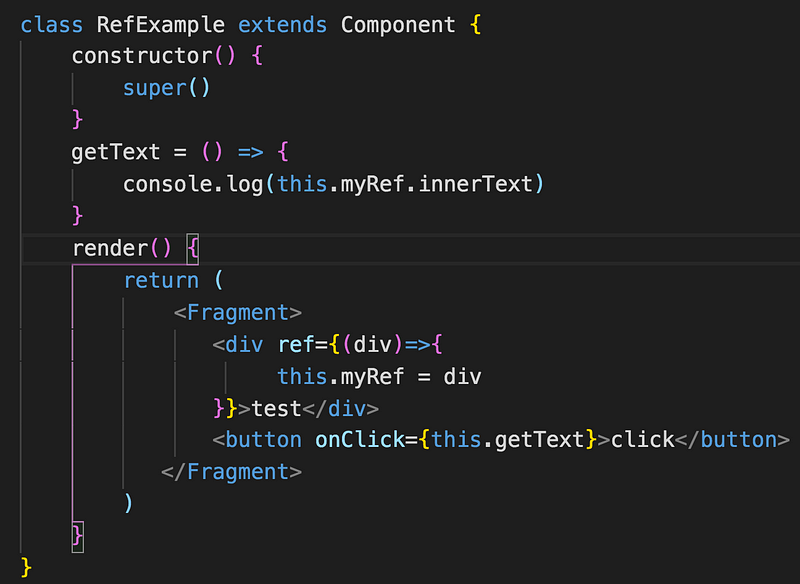 class RefExample extends Component {
    constructor() {
        super()
    }
    getText = () => {
        console.log(this.myRef.innerText)
    }
    render() {
        return (
            <Fragment>
               <div ref={(div)=>{
                    this.myRef = div
               }}>test</div>
               <button onClick={this.getText}>click</button>
           </Fragment>
        )
    }
}